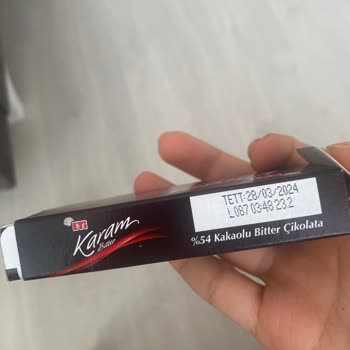 TETT:28/03/2024
L087 03:48 23.2
ETİ
Karam
Bitter
%54 Kakaolu Bitter Çikolata